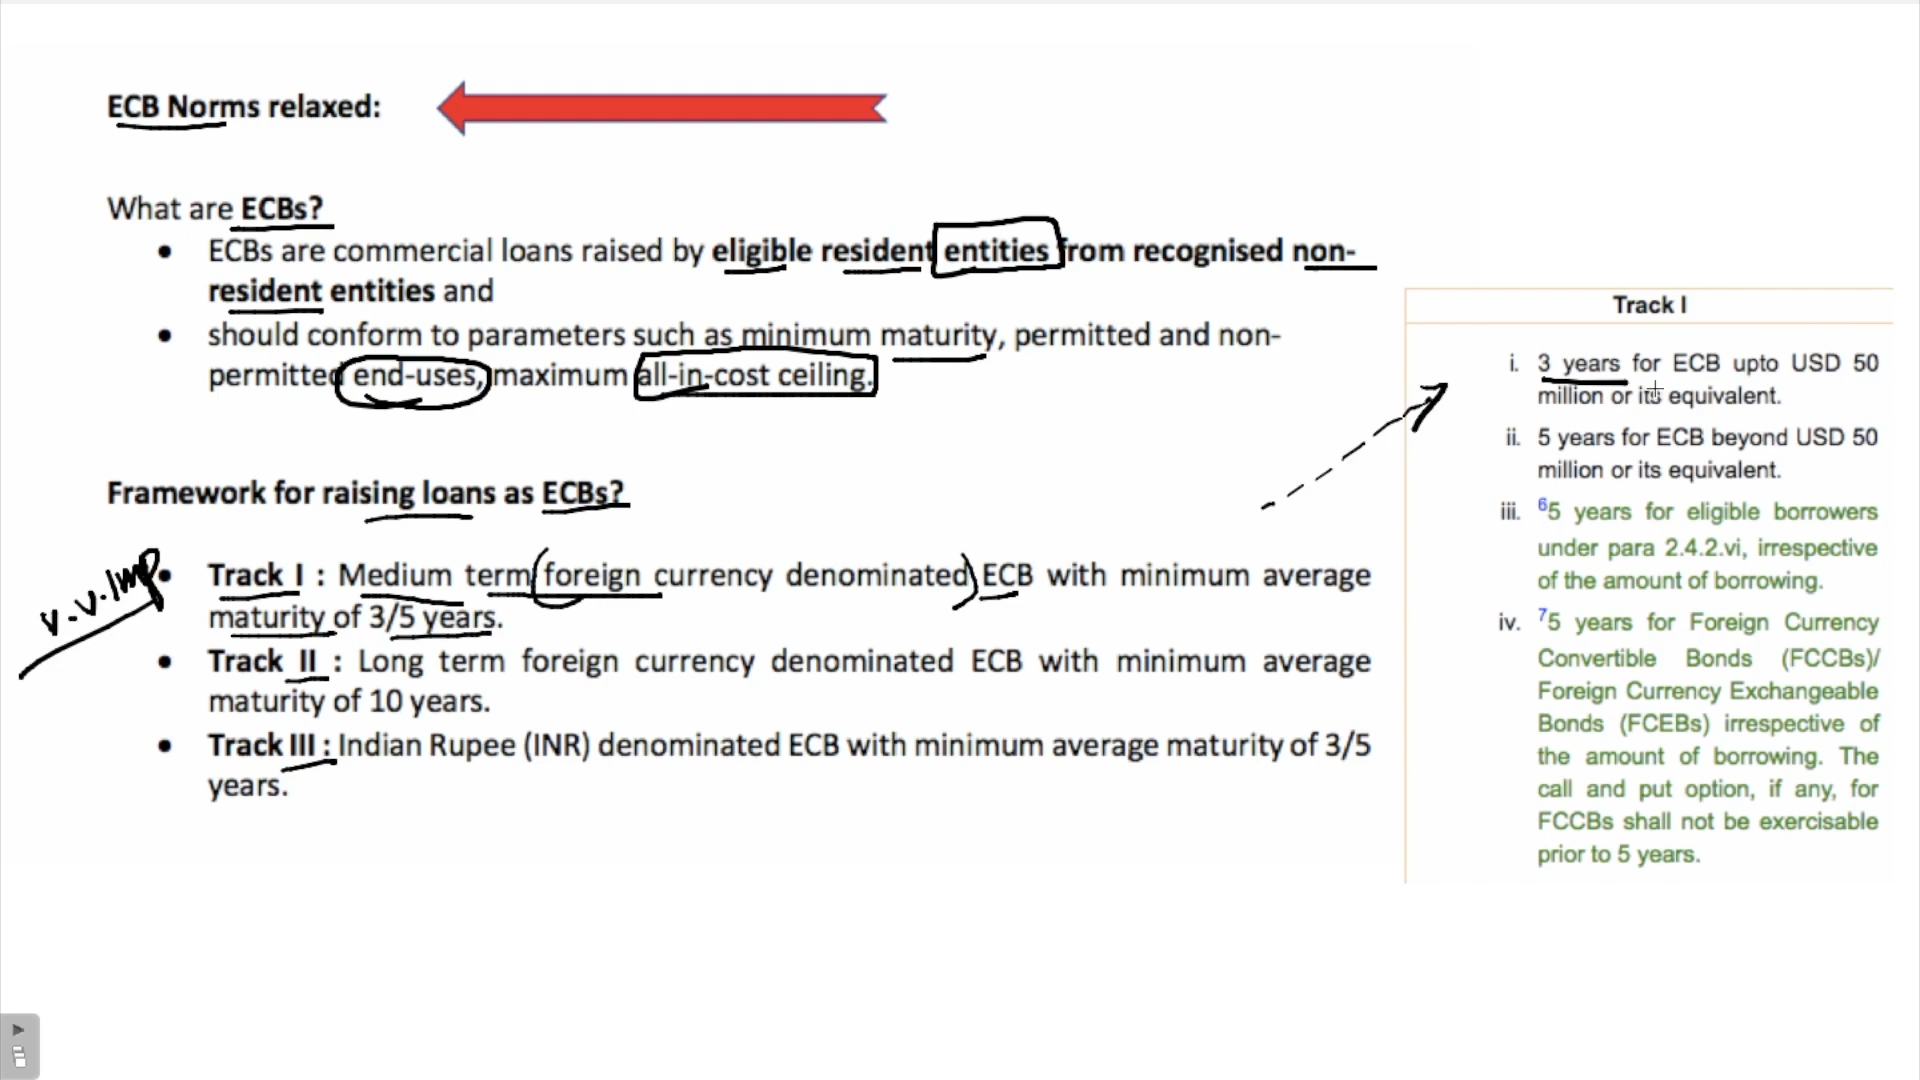 ECB Norms relaxed:
What are ECBs?
• ECBs are commercial loans raised by eligible resident entities from recognised non-
resident entities and
• should conform to parameters such as minimum maturity, permitted and non-
permitted end-uses, maximum all-in-cost ceiling.
Framework for raising loans as ECBs?
v.v.Imp
• Track I : Medium term foreign currency denominated ECB with minimum average
maturity of 3/5 years.
• Track II : Long term foreign currency denominated ECB with minimum average
maturity of 10 years.
• Track III : Indian Rupee (INR) denominated ECB with minimum average maturity of 3/5
years.
Track I
i. 3 years for ECB upto USD 50
million or its equivalent.
ii. 5 years for ECB beyond USD 50
million or its equivalent.
iii. 65 years for eligible borrowers
under para 2.4.2.vi, irrespective
of the amount of borrowing.
iv. 75 years for Foreign Currency
Convertible Bonds (FCCBs)/
Foreign Currency Exchangeable
Bonds (FCEBs) irrespective of
the amount of borrowing. The
call and put option, if any, for
FCCBs shall not be exercisable
prior to 5 years.